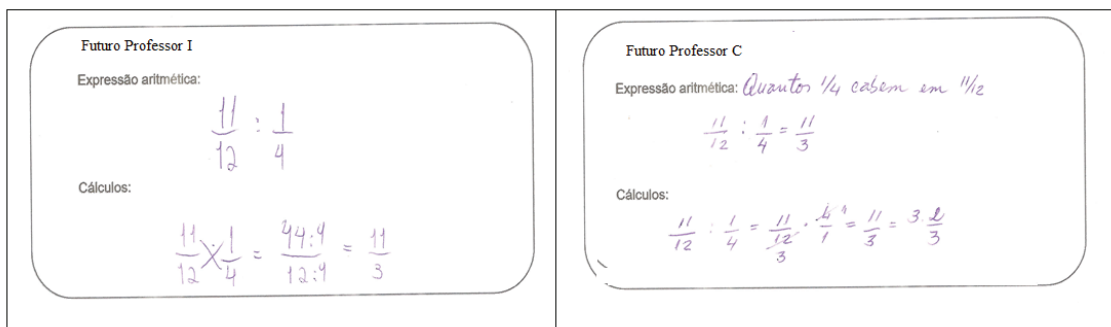 Futuro Professor I
Expressão aritmética:
11/12 : 1/4
Cálculos:
11/12 : 1/4 = 44:4/12:4 = 11/3
Futuro Professor C
Expressão aritmética: Quantos 1/4 cabem em 11/12
11/12 : 1/4 = 11/3
Cálculos:
11/12 : 1/4 = 11/12 · 4/1 = 11/3 = 3 2/3
3
1